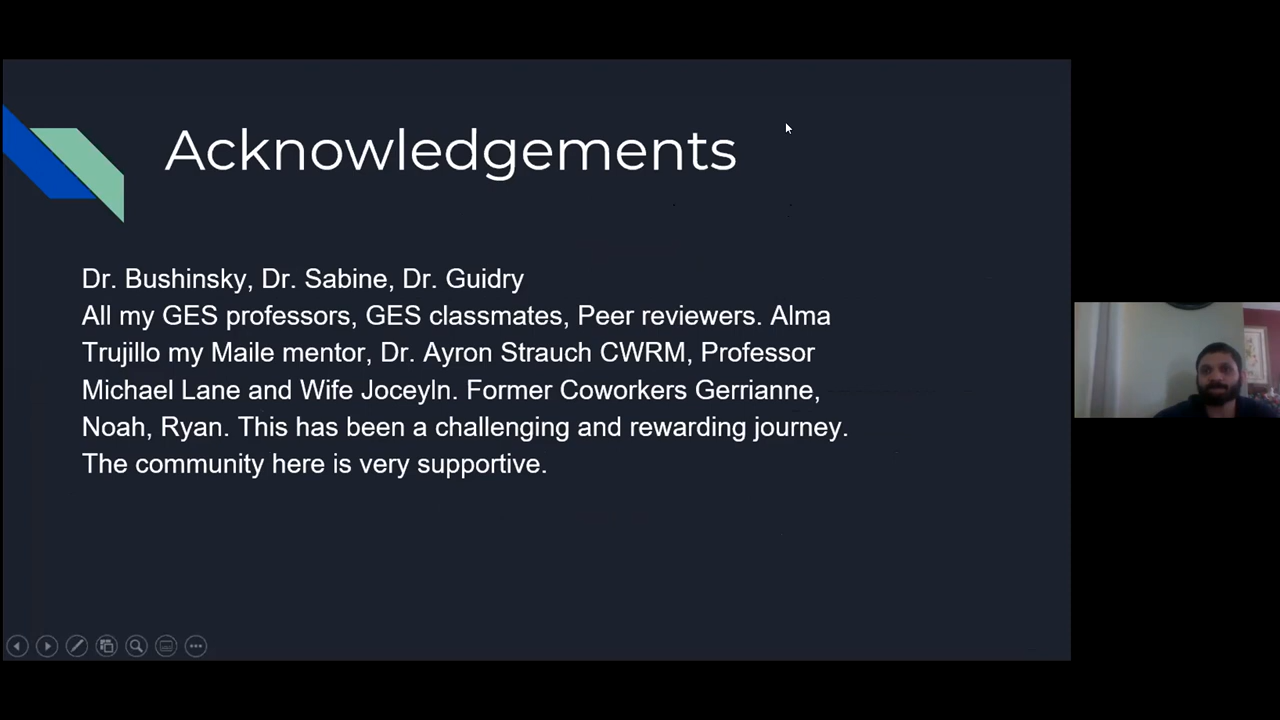 Acknowledgements
Dr. Bushinsky, Dr. Sabine, Dr. Guidry
All my GES professors, GES classmates, Peer reviewers. Alma
Trujillo my Maile mentor, Dr. Ayron Strauch CWRM, Professor
Michael Lane and Wife Joceyln. Former Coworkers Gerrianne,
Noah, Ryan. This has been a challenging and rewarding journey.
The community here is very supportive.